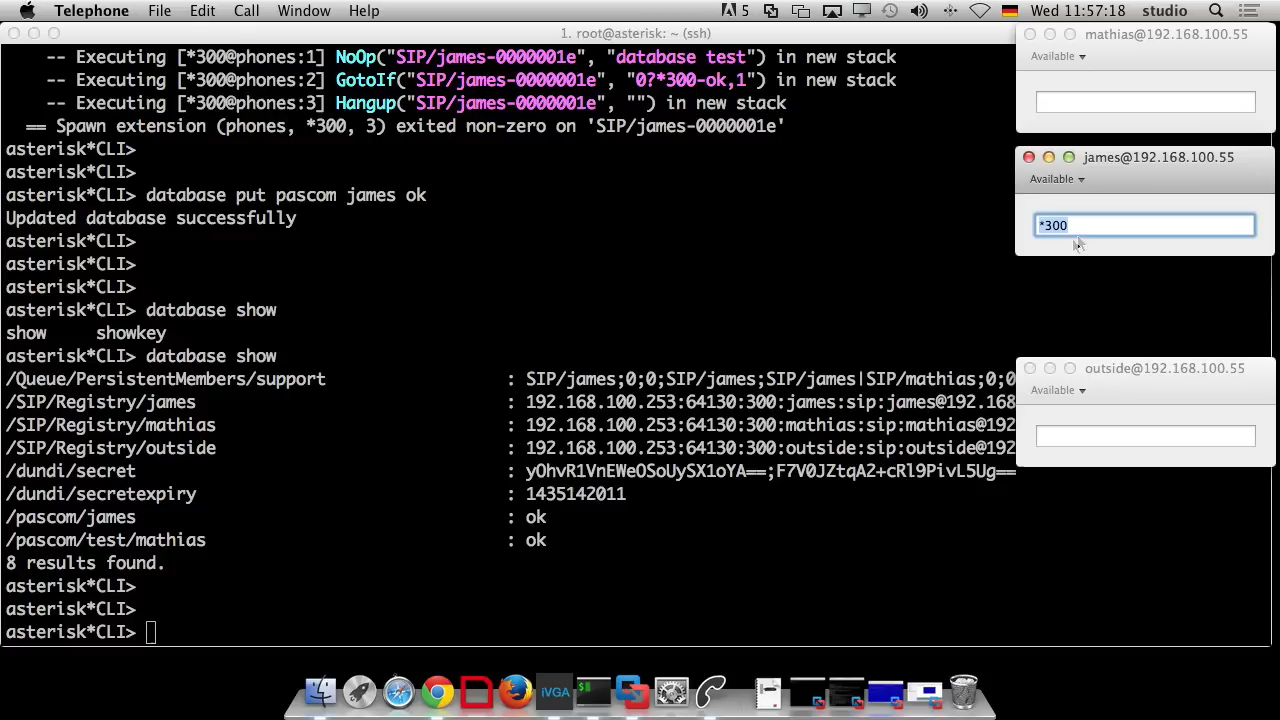 Telephone File Edit Call Window Help 5 Wed 11:57:18 studio
1. root@asterisk: ~ (ssh)
-- Executing [*300@phones:1] NoOp("SIP/james-0000001e", "database test") in new stack
-- Executing [*300@phones:2] GotoIf("SIP/james-0000001e", "0?*300-ok,1") in new stack
-- Executing [*300@phones:3] Hangup("SIP/james-0000001e", "") in new stack
== Spawn extension (phones, *300, 3) exited non-zero on 'SIP/james-0000001e'
asterisk*CLI>
asterisk*CLI>
asterisk*CLI> database put pascom james ok
Updated database successfully
asterisk*CLI>
asterisk*CLI>
asterisk*CLI>
asterisk*CLI> database show
show showkey
asterisk*CLI> database show
/Queue/PersistentMembers/support : SIP/james;0;0;SIP/james;SIP/james|SIP/mathias;0;0
/SIP/Registry/james : 192.168.100.253:64130:300:james:sip:james@192.168
/SIP/Registry/mathias : 192.168.100.253:64130:300:mathias:sip:mathias@192
/SIP/Registry/outside : 192.168.100.253:64130:300:outside:sip:outside@192
/dundi/secret : yOhvR1VnEWeOSoUySX1oYA==;F7V0JZtqA2+cRl9PivL5Ug==
/dundi/secretexpiry : 1435142011
/pascom/james : ok
/pascom/test/mathias : ok
8 results found.
asterisk*CLI>
asterisk*CLI>
asterisk*CLI>
mathias@192.168.100.55
Available
james@192.168.100.55
Available
*300
outside@192.168.100.55
Available
iVGA